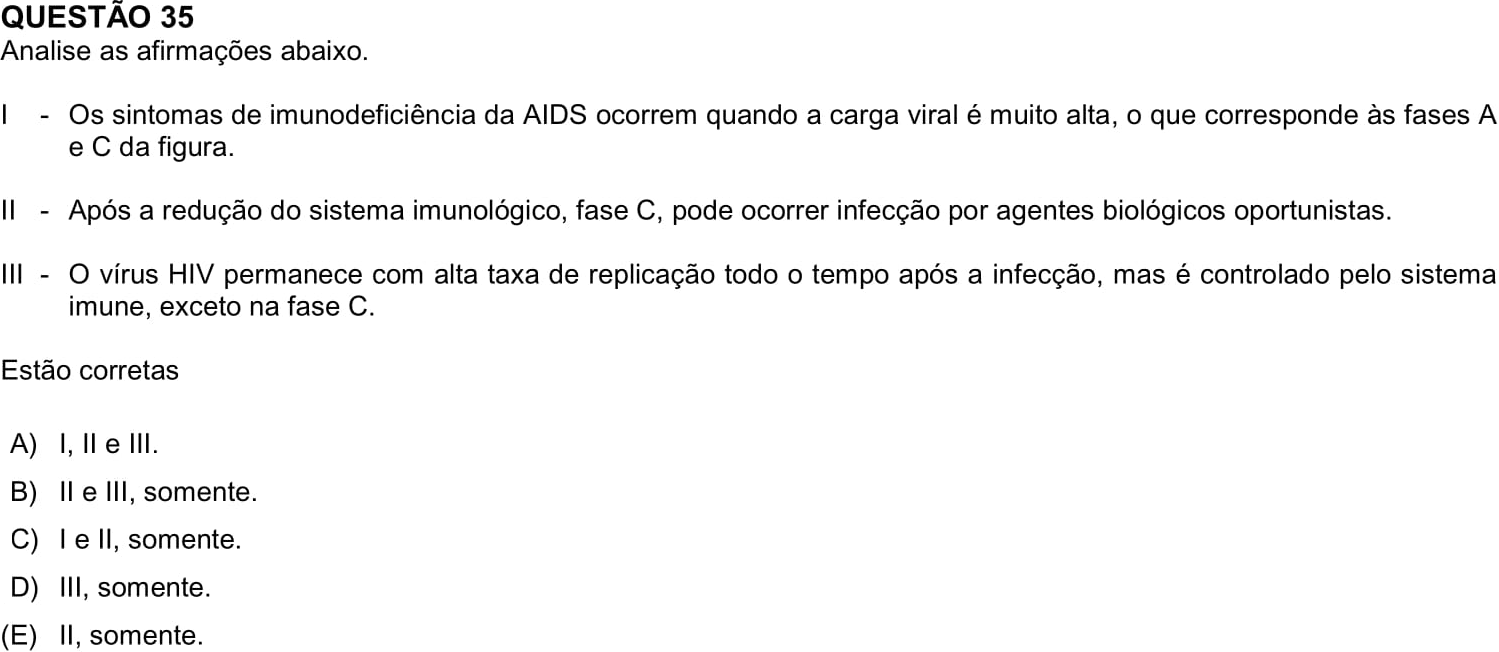 QUESTÃO 35
Analise as afirmações abaixo.
I - Os sintomas de imunodeficiência da AIDS ocorrem quando a carga viral é muito alta, o que corresponde às fases A
e C da figura.
II - Após a redução do sistema imunológico, fase C, pode ocorrer infecção por agentes biológicos oportunistas.
III - O vírus HIV permanece com alta taxa de replicação todo o tempo após a infecção, mas é controlado pelo sistema
imune, exceto na fase C.
Estão corretas
A) I, II e III.
B) II e III, somente.
C) I e II, somente.
D) III, somente.
(E) II, somente.